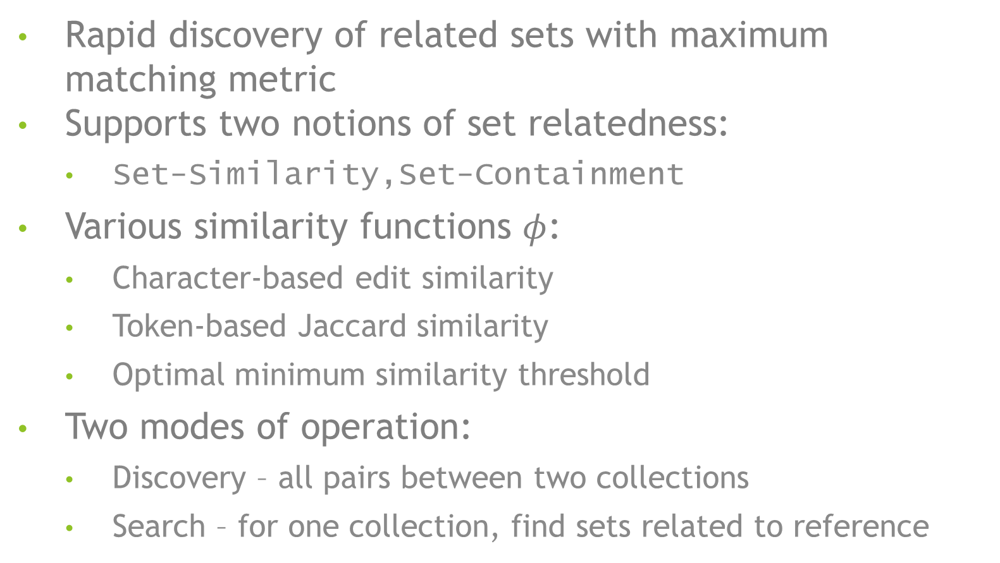 • Rapid discovery of related sets with maximum
matching metric
• Supports two notions of set relatedness:
• Set–Similarity,Set–Containment
• Various similarity functions ϕ:
• Character-based edit similarity
• Token-based Jaccard similarity
• Optimal minimum similarity threshold
• Two modes of operation:
• Discovery – all pairs between two collections
• Search – for one collection, find sets related to reference